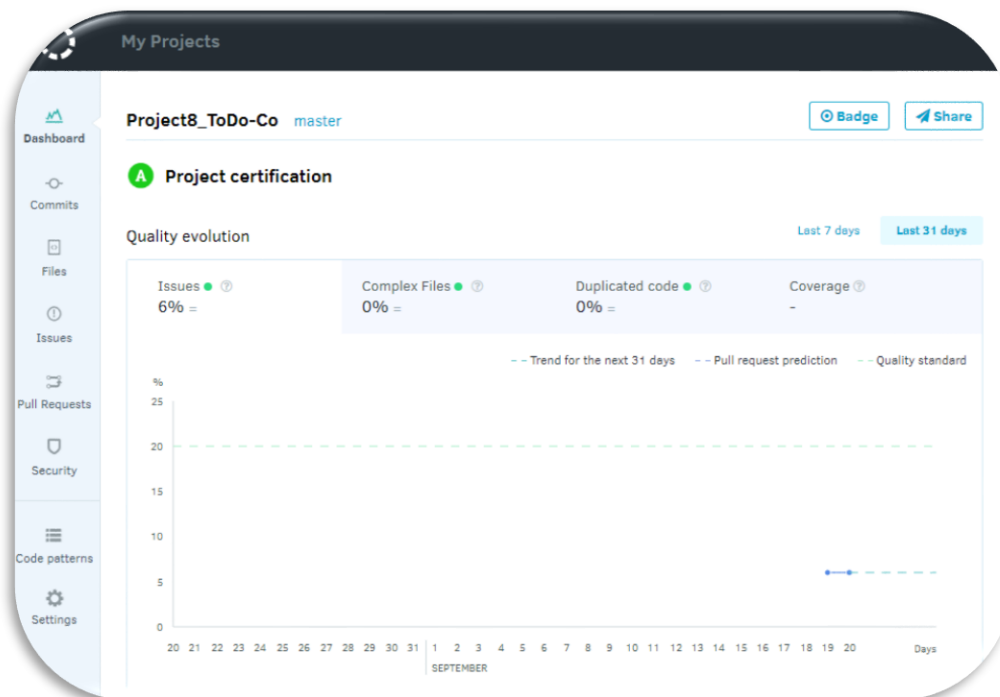 My Projects
Dashboard
Commits
Files
Issues
Pull Requests
Security
Code patterns
Settings
Project8_ToDo-Co master
Badge
Share
A Project certification
Quality evolution
Last 7 days
Last 31 days
Issues
6% =
Complex Files
0% =
Duplicated code
0% =
Coverage
-
Trend for the next 31 days
Pull request prediction
Quality standard
%
25
20
15
10
5
0
20 21 22 23 24 25 26 27 28 29 30 31 1 2 3 4 5 6 7 8 9 10 11 12 13 14 15 16 17 18 19 20 Days
SEPTEMBER